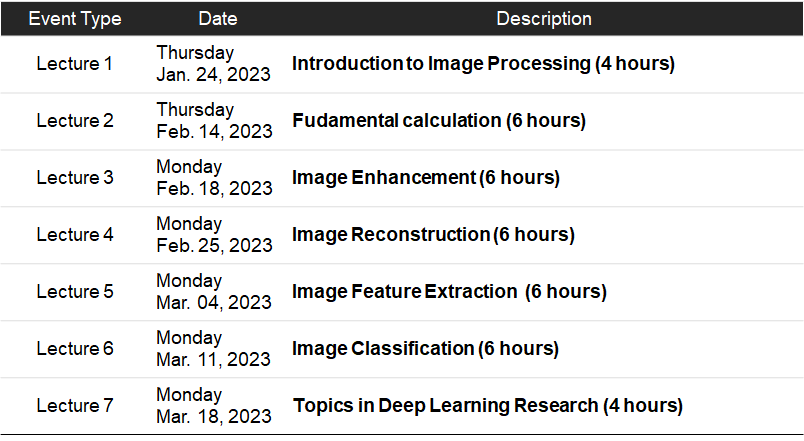 Event Type Date Description
Lecture 1 Thursday Jan. 24, 2023 Introduction to Image Processing (4 hours)
Lecture 2 Thursday Feb. 14, 2023 Fudamental calculation (6 hours)
Lecture 3 Monday Feb. 18, 2023 Image Enhancement (6 hours)
Lecture 4 Monday Feb. 25, 2023 Image Reconstruction (6 hours)
Lecture 5 Monday Mar. 04, 2023 Image Feature Extraction (6 hours)
Lecture 6 Monday Mar. 11, 2023 Image Classification (6 hours)
Lecture 7 Monday Mar. 18, 2023 Topics in Deep Learning Research (4 hours)